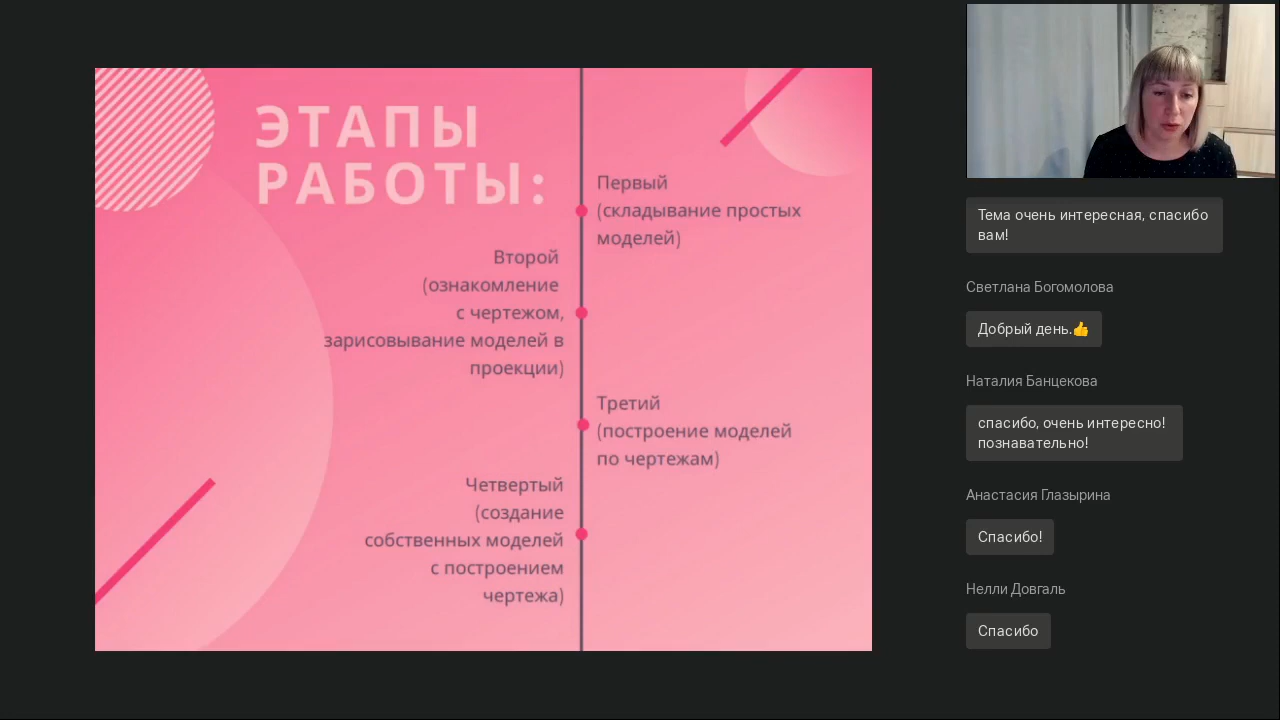 ЭТАПЫ
РАБОТЫ:
Первый
(складывание простых
моделей)
Второй
(ознакомление
с чертежом,
зарисовывание моделей в
проекции)
Третий
(построение моделей
по чертежам)
Четвертый
(создание
собственных моделей
с построением
чертежа)
Тема очень интересная, спасибо
вам!
Светлана Богомолова
Добрый день.👍
Наталия Банцекова
спасибо, очень интересно!
познавательно!
Анастасия Глазырина
Спасибо!
Нелли Довгаль
Спасибо